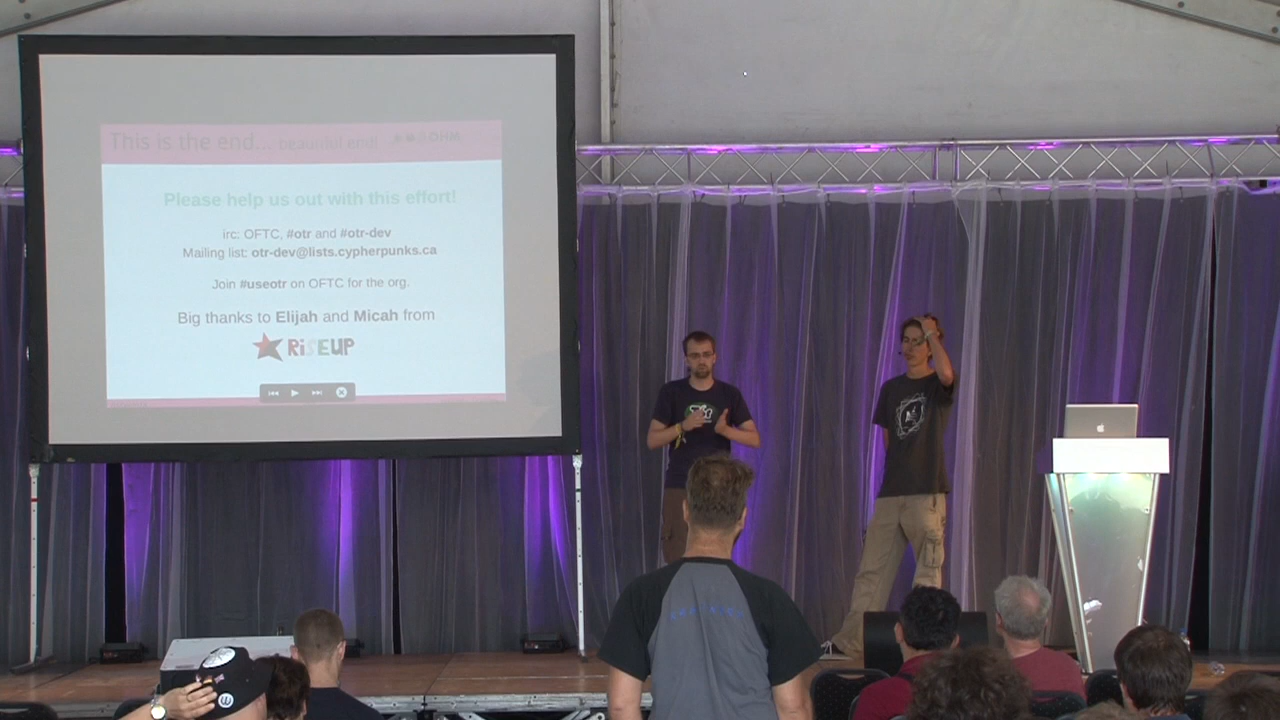 This is the end... beautiful end! OHM
Please help us out with this effort!
irc: OFTC, #otr and #otr-dev
Mailing list: otr-dev@lists.cypherpunks.ca
Join #useotr on OFTC for the org.
Big thanks to Elijah and Micah from
RiSEUP